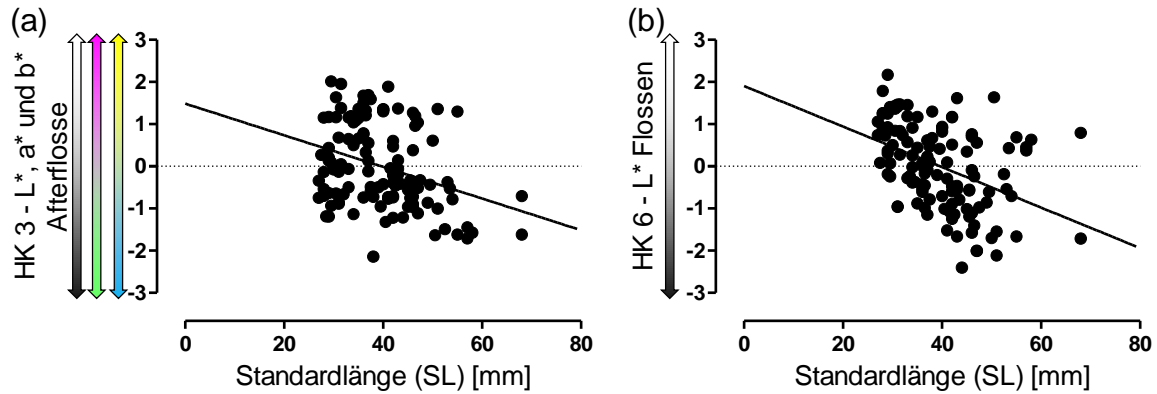 (a)
HK 3 - L*, a* und b*
Afterflosse
3
2
1
0
-1
-2
-3
0 20 40 60 80
Standardlänge (SL) [mm]
(b)
HK 6 - L* Flossen
3
2
1
0
-1
-2
-3
0 20 40 60 80
Standardlänge (SL) [mm]